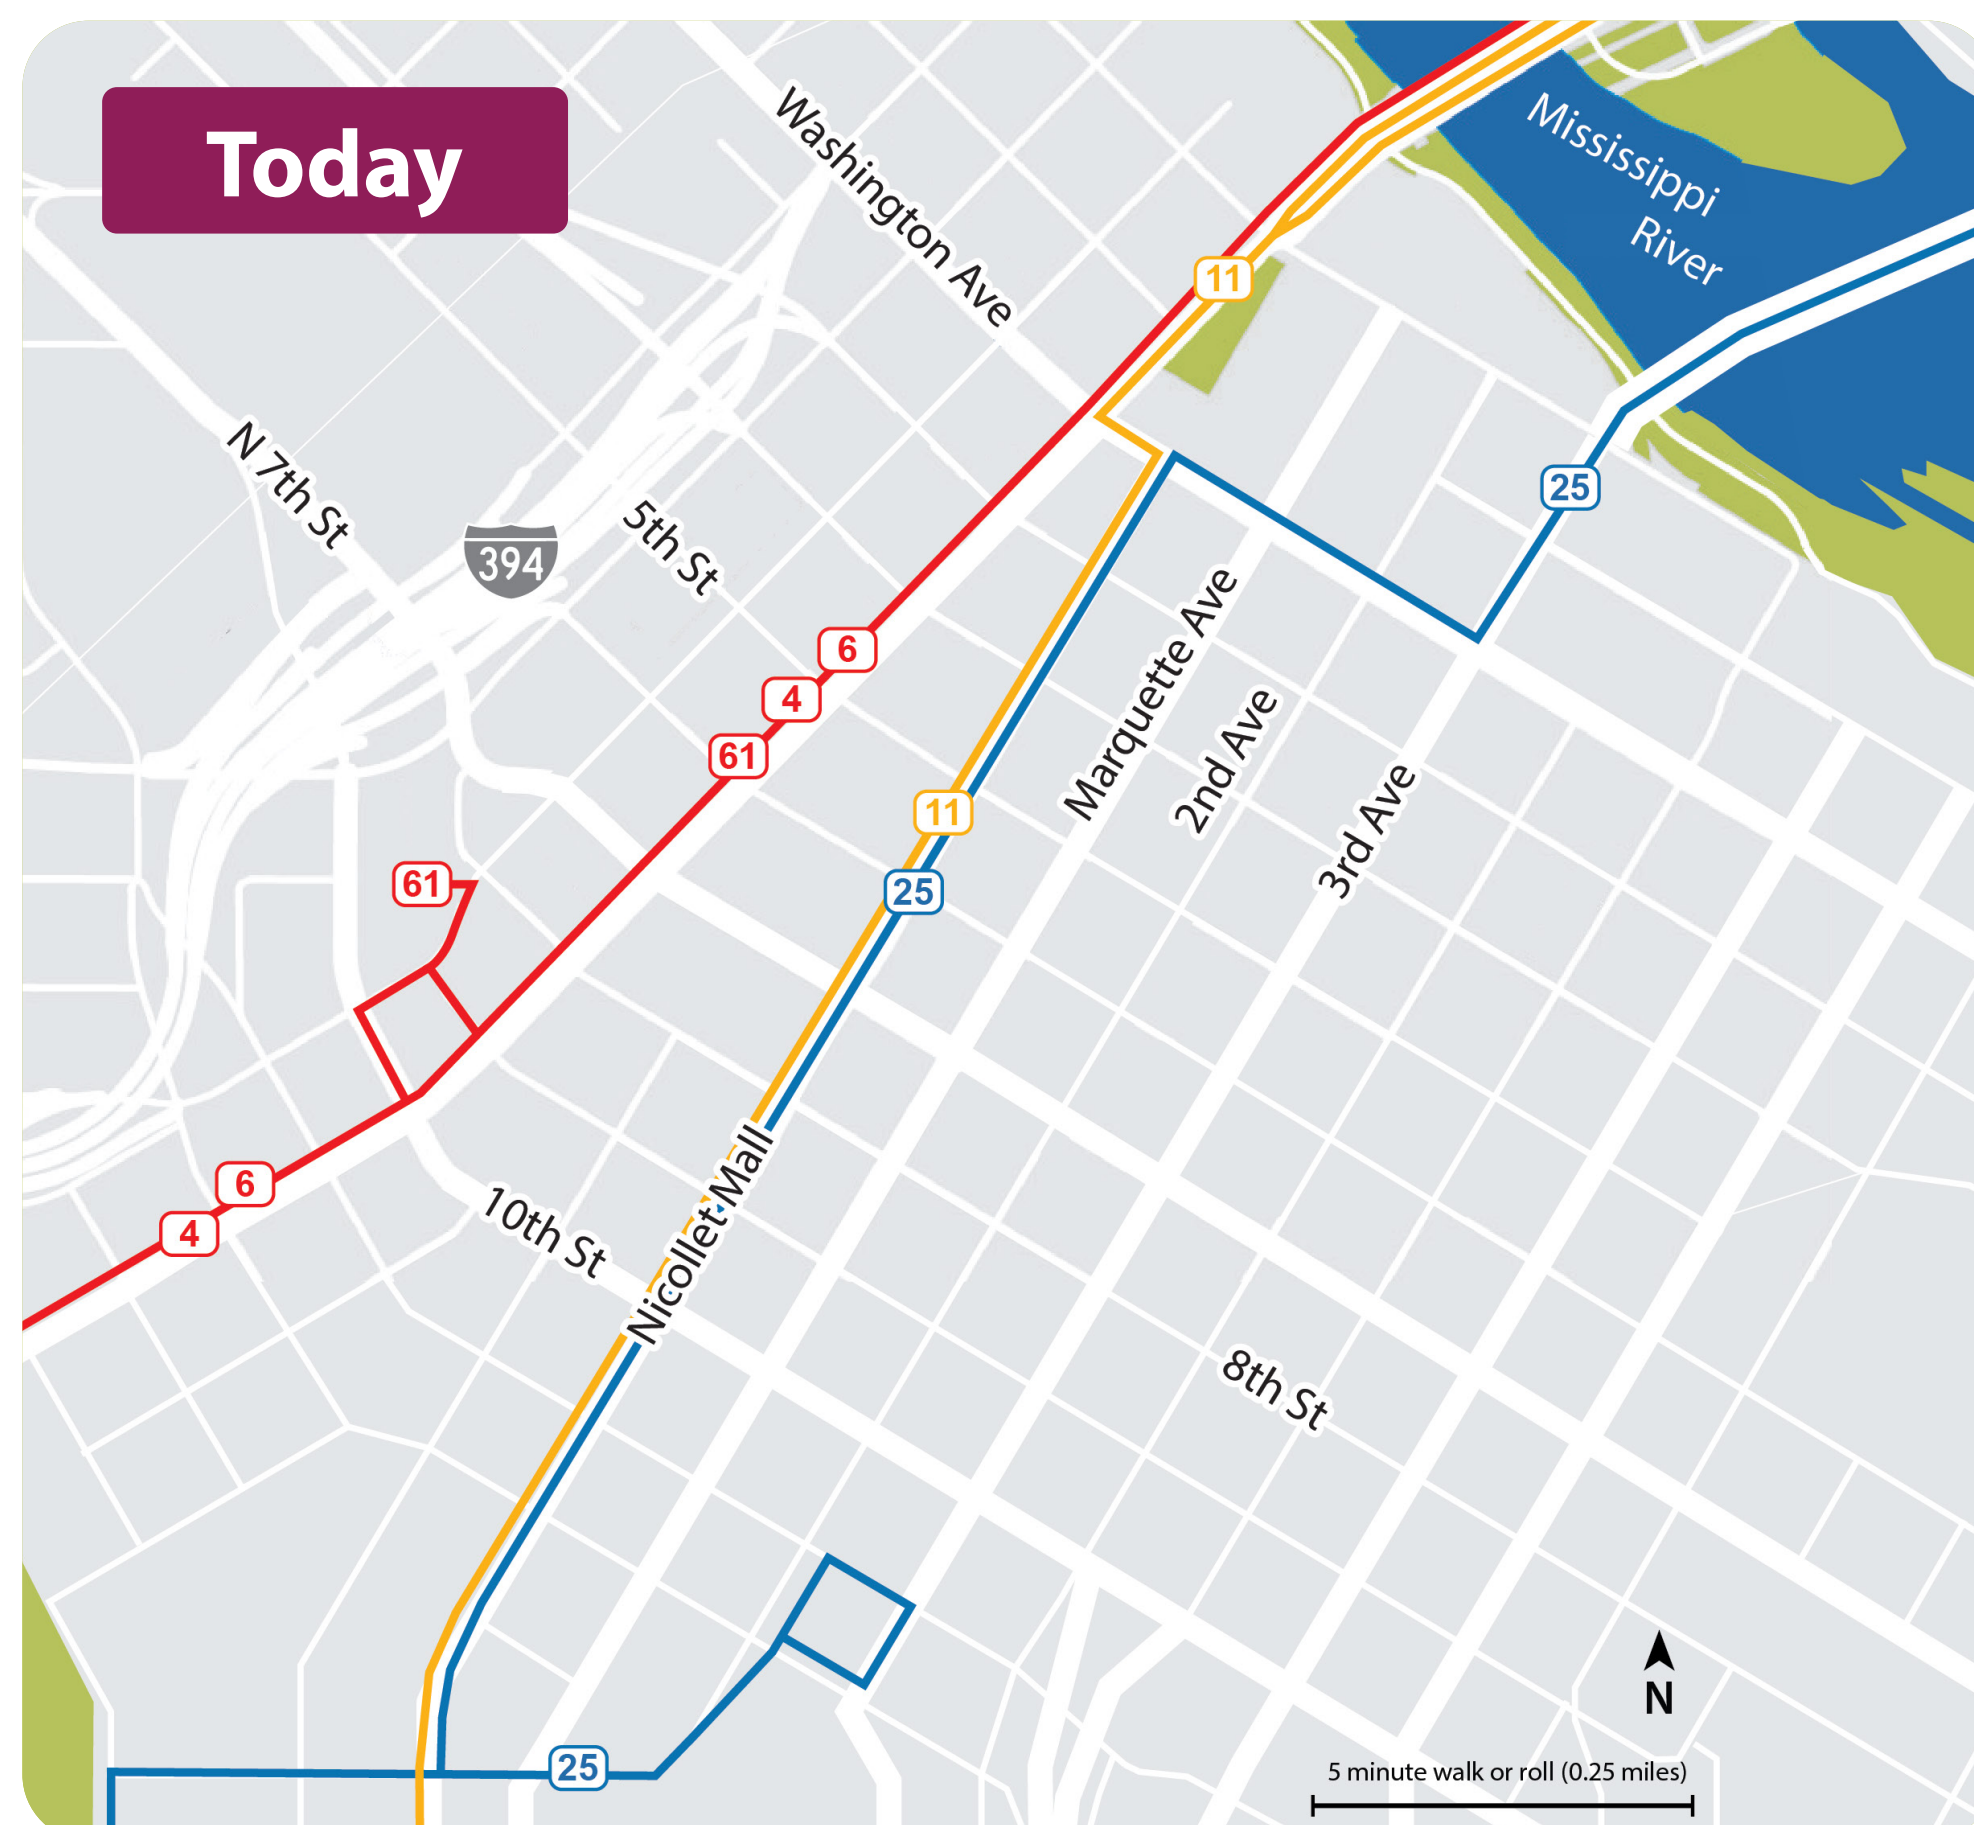 Today
Washington Ave
Mississippi
River
11
N 7th St
394
5th St
25
6
4
61
Marquette Ave
2nd Ave
3rd Ave
11
25
61
6
4
10th St
Nicollet Mall
8th St
N
25
5 minute walk or roll (0.25 miles)